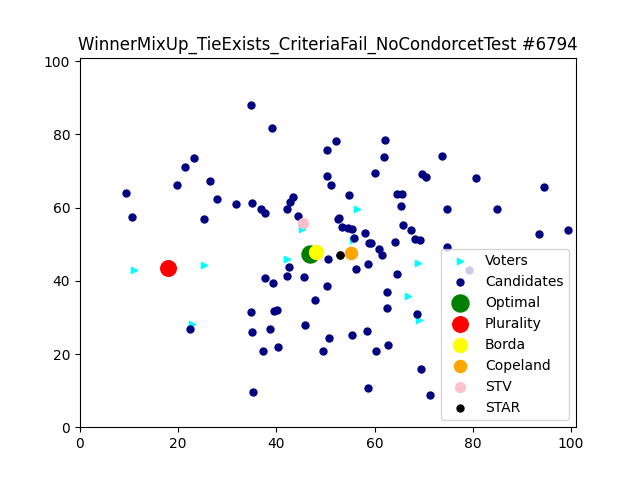 WinnerMixUp_TieExists_CriteriaFail_NoCondorcetTest #6794
100
80
60
40
20
0
0 20 40 60 80 100
Voters
Candidates
Optimal
Plurality
Borda
Copeland
STV
STAR